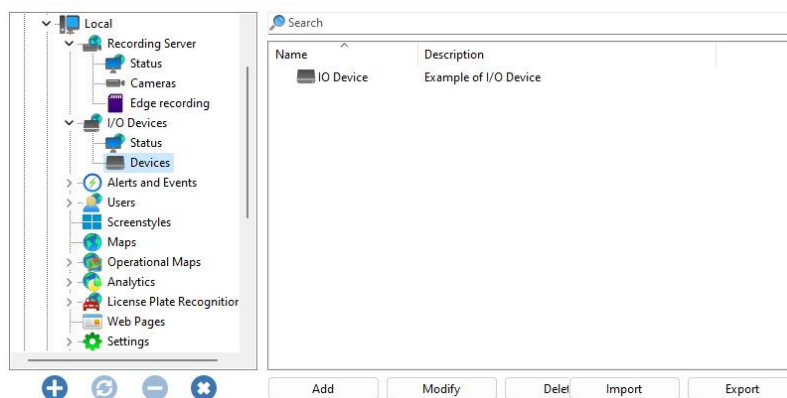 Local
Recording Server
Status
Cameras
Edge recording
I/O Devices
Status
Devices
Alerts and Events
Users
Screenstyles
Maps
Operational Maps
Analytics
License Plate Recognition
Web Pages
Settings
Search
Name Description
IO Device Example of I/O Device
Add Modify Delet Import Export